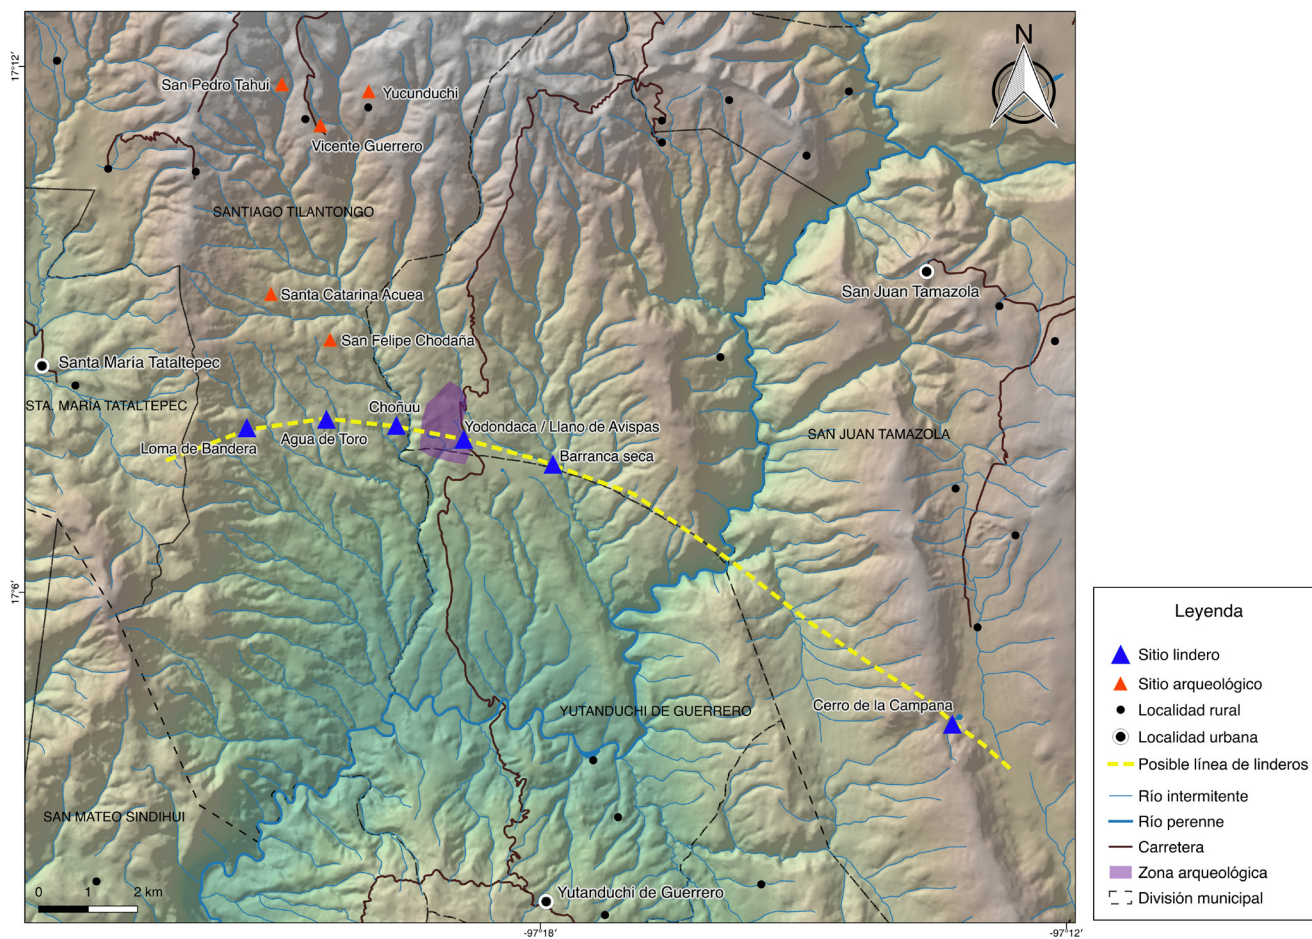 N
17°12'
San Pedro Tahui
Yucunduchi
Vicente Guerrero
SANTIAGO TILANTONGO
San Juan Tamazola
Santa Catarina Acuea
San Felipe Chodaña
Santa María Tataltepec
STA. MARÍA TATALTEPEC
Choñuu
Yodondaca / Llano de Avispas
Agua de Toro
Loma de Bandera
SAN JUAN TAMAZOLA
Barranca seca
17°6'
Cerro de la Campana
YUTANDUCHI DE GUERRERO
SAN MATEO SINDIHUI
Yutanduchi de Guerrero
0 1 2 km
-97°18'
-97°12'
Leyenda
Sitio lindero
Sitio arqueológico
Localidad rural
Localidad urbana
Posible línea de linderos
Río intermitente
Río perenne
Carretera
Zona arqueológica
División municipal